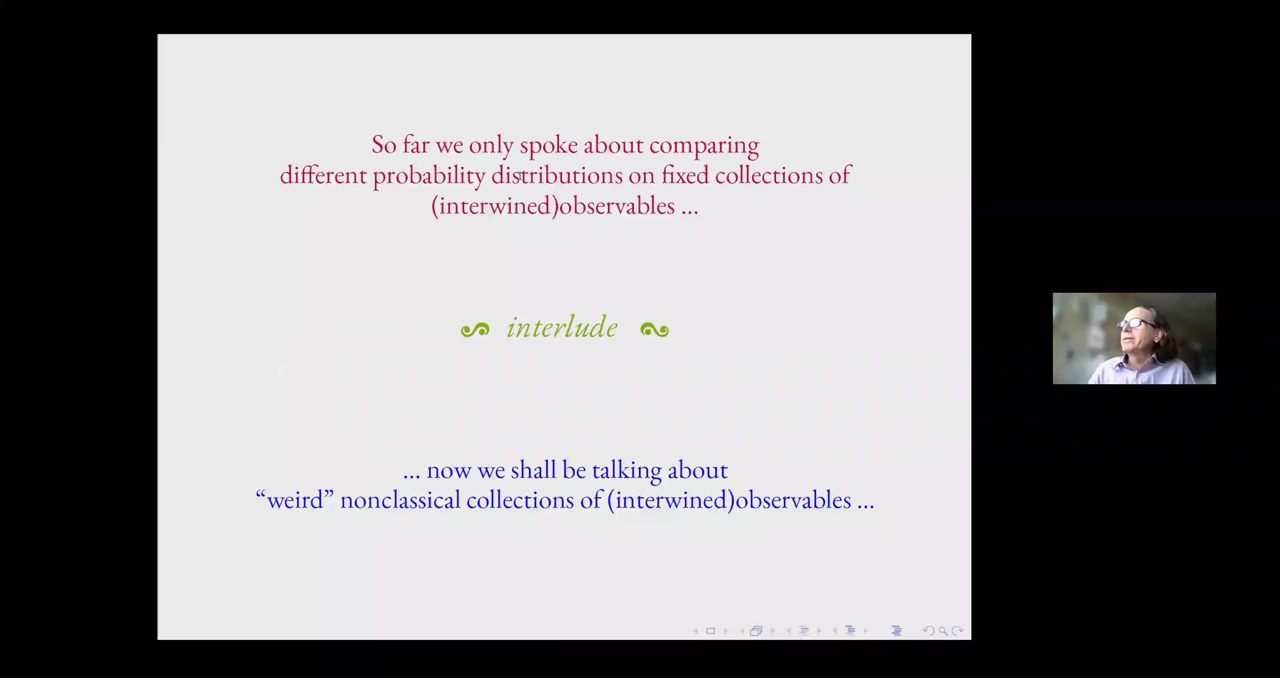 So far we only spoke about comparing
different probability distributions on fixed collections of
(interwined)observables ...
interlude
... now we shall be talking about
“weird” nonclassical collections of (interwined)observables ...